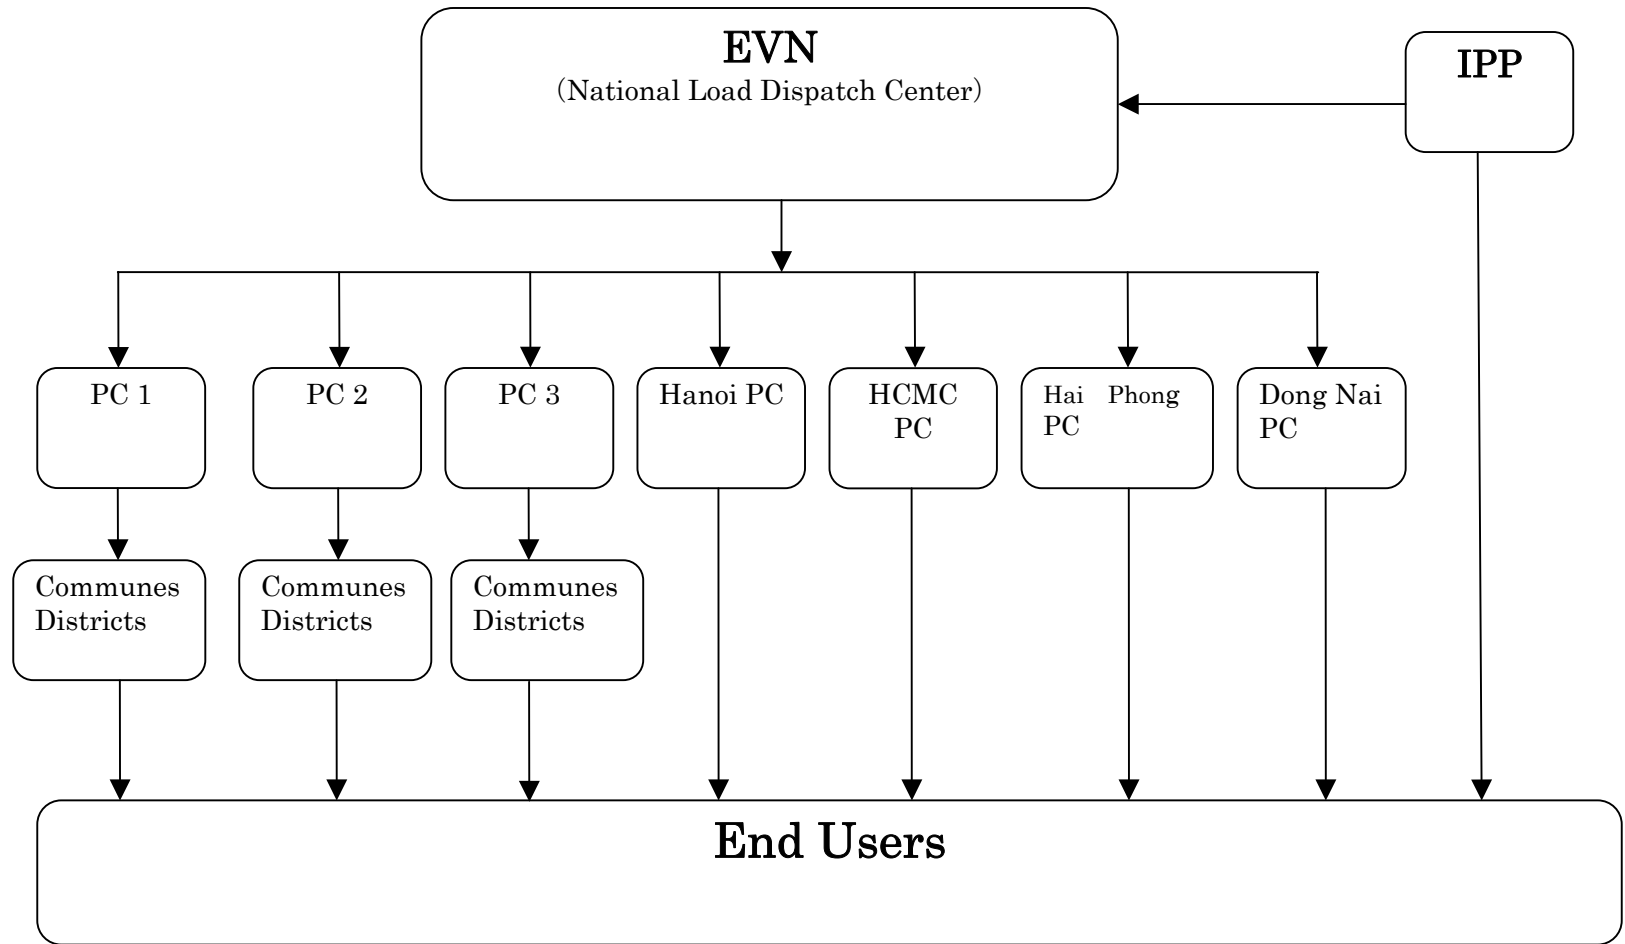 EVN
（National Load Dispatch Center）
IPP
PC 1
PC 2
PC 3
Hanoi PC
HCMC
PC
Hai Phong
PC
Dong Nai
PC
Communes
Districts
Communes
Districts
Communes
Districts
End Users